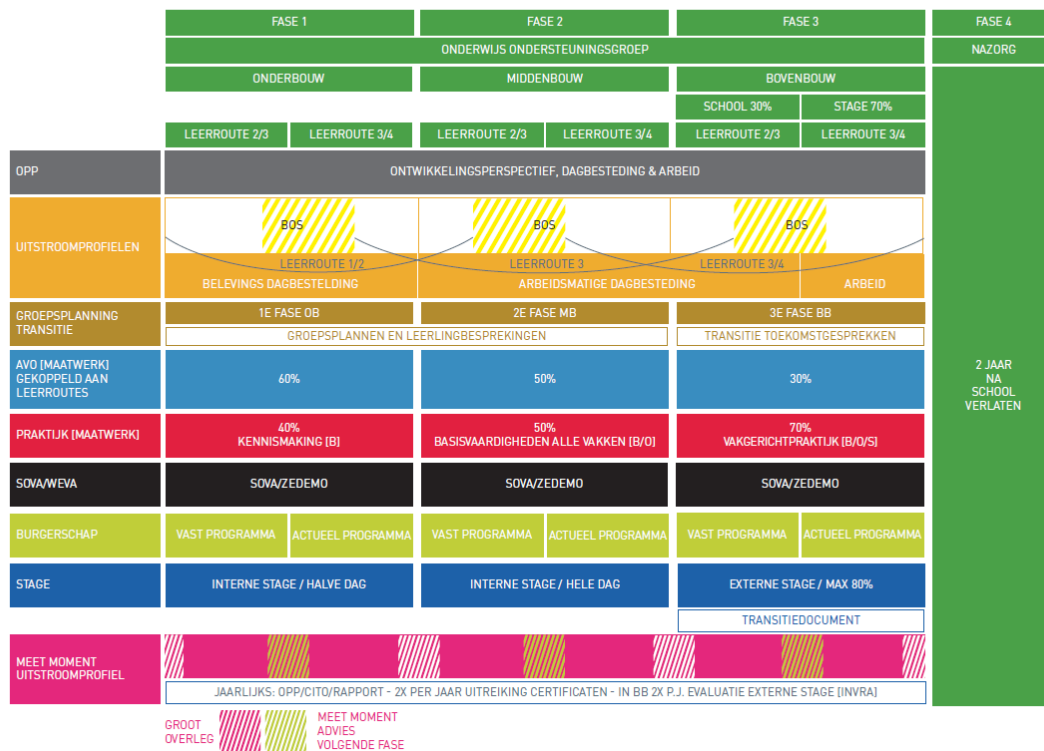 FASE 1
FASE 2
FASE 3
FASE 4
ONDERWIJS ONDERSTEUNINGSGROEP
NAZORG
ONDERBOUW
MIDDENBOUW
BOVENBOUW
SCHOOL 30%
STAGE 70%
LEERROUTE 2/3
LEERROUTE 3/4
LEERROUTE 2/3
LEERROUTE 3/4
LEERROUTE 2/3
LEERROUTE 3/4
OPP
ONTWIKKELINGSPERSPECTIEF, DAGBESTEDING & ARBEID
UITSTROOMPROFIELEN
BOS
BOS
BOS
LEERROUTE 1/2
LEERROUTE 3
LEERROUTE 3/4
BELEVINGS DAGBESTELDING
ARBEIDSMATIGE DAGBESTEDING
ARBEID
GROEPSPLANNING
TRANSITIE
1E FASE OB
2E FASE MB
3E FASE BB
GROEPSPLANNEN EN LEERLINGBESPREKINGEN
TRANSITIE TOEKOMSTGESPREKKEN
AVO [MAATWERK]
GEKOPPELD AAN
LEERROUTES
60%
50%
30%
2 JAAR
NA
SCHOOL
VERLATEN
PRAKTIJK [MAATWERK]
40%
KENNISMAKING [B]
50%
BASISVAARDIGHEDEN ALLE VAKKEN [B/O]
70%
VAKGERICHTPRAKTIJK [B/O/S]
SOVA/WEVA
SOVA/ZEDEMO
SOVA/ZEDEMO
SOVA/ZEDEMO
BURGERSCHAP
VAST PROGRAMMA
ACTUEEL PROGRAMMA
VAST PROGRAMMA
ACTUEEL PROGRAMMA
VAST PROGRAMMA
ACTUEEL PROGRAMMA
STAGE
INTERNE STAGE / HALVE DAG
INTERNE STAGE / HELE DAG
EXTERNE STAGE / MAX 80%
TRANSITIEDOCUMENT
MEET MOMENT
UITSTROOMPROFIEL
JAARLIJKS: OPP/CITO/RAPPORT - 2X PER JAAR UITREIKING CERTIFICATEN - IN BB 2X P.J. EVALUATIE EXTERNE STAGE [INVRA]
GROOT
OVERLEG
MEET MOMENT
ADVIES
VOLGENDE FASE